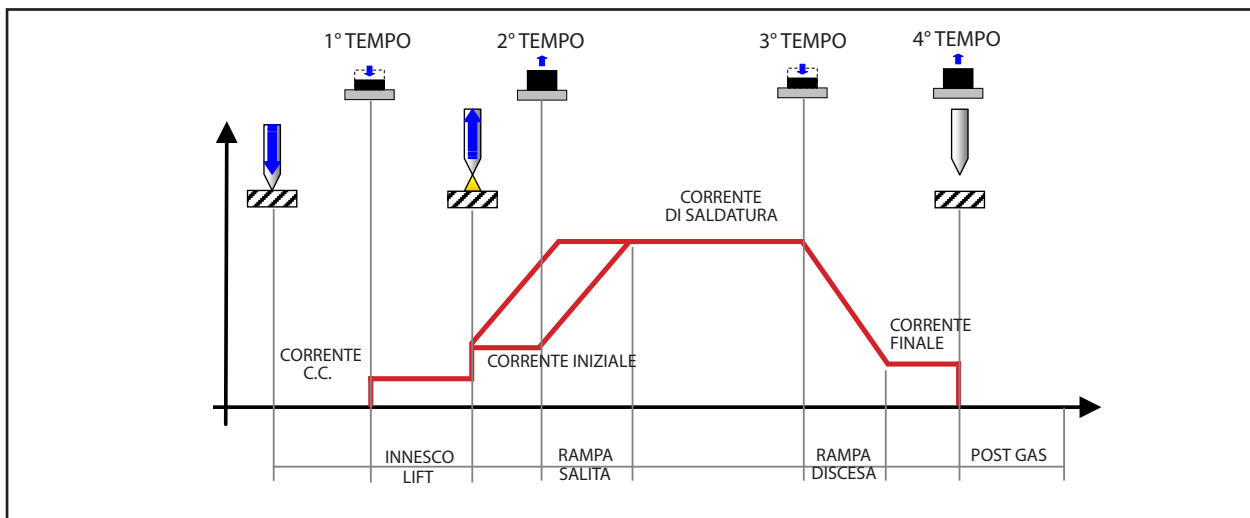 1° TEMPO
2° TEMPO
3° TEMPO
4° TEMPO
CORRENTE
DI SALDATURA
CORRENTE
C.C.
CORRENTE INIZIALE
CORRENTE
FINALE
INNESCO
LIFT
RAMPA
SALITA
RAMPA
DISCESA
POST GAS